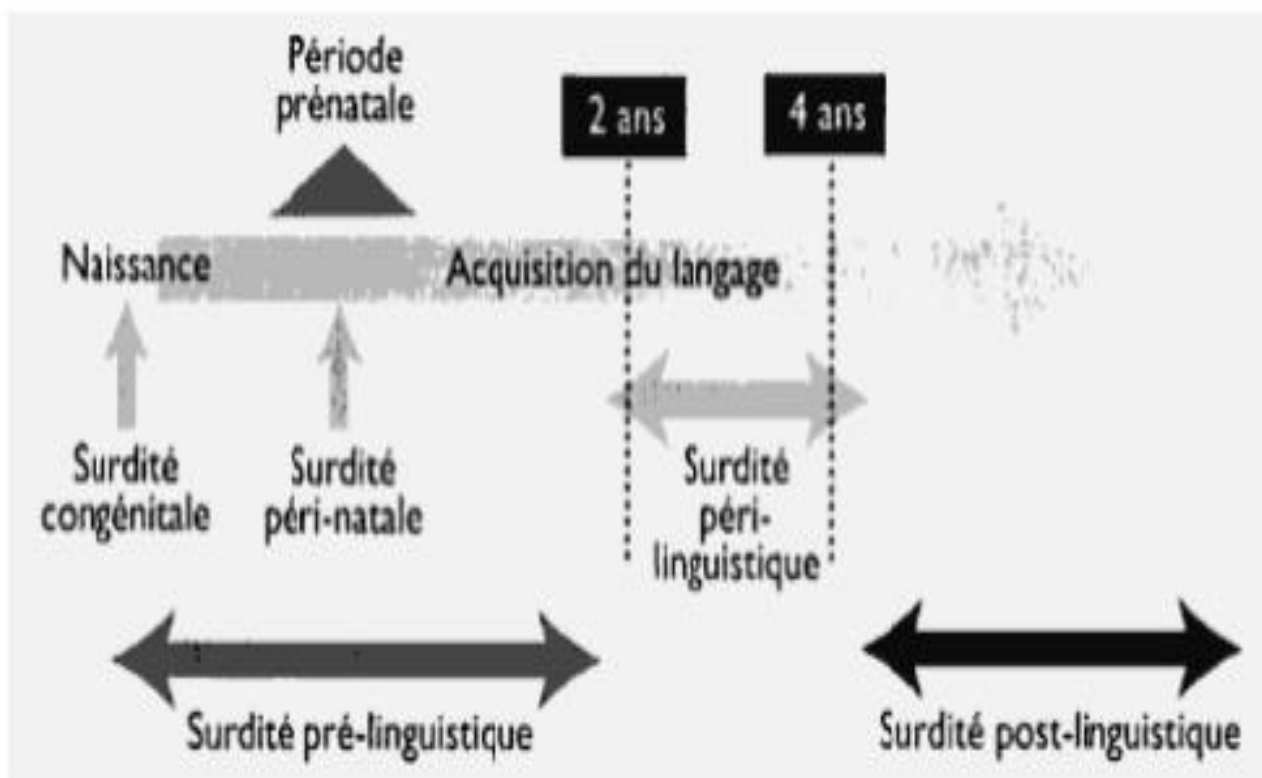 Période
prénatale
2 ans
4 ans
Naissance
Acquisition du langage
Surdité
congénitale
Surdité
péri-natale
Surdité
péri-
linguistique
Surdité pré-linguistique
Surdité post-linguistique